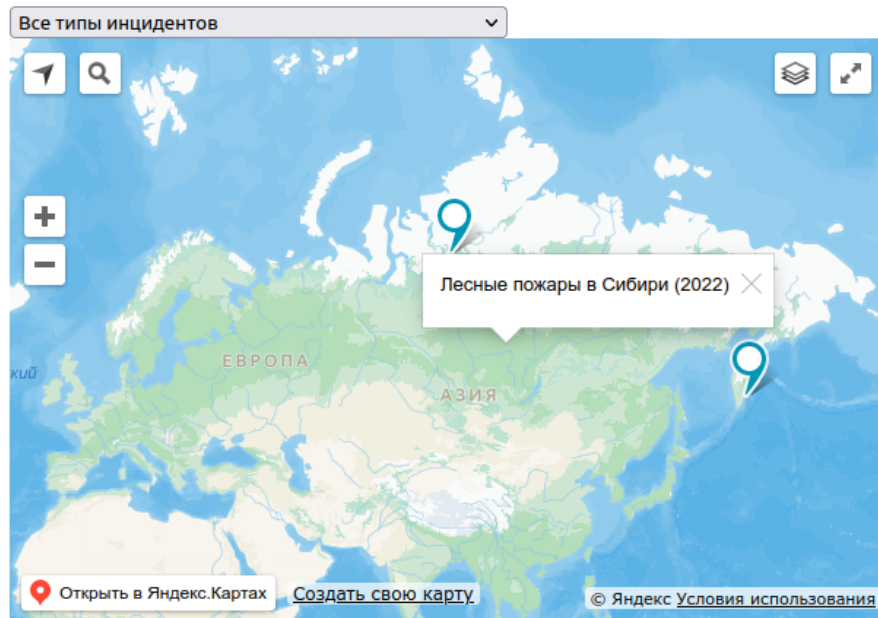 Все типы инцидентов
Лесные пожары в Сибири (2022)
ЕВРОПА
кий
АЗИЯ
Открыть в Яндекс.Картах
Создать свою карту
© Яндекс Условия использования